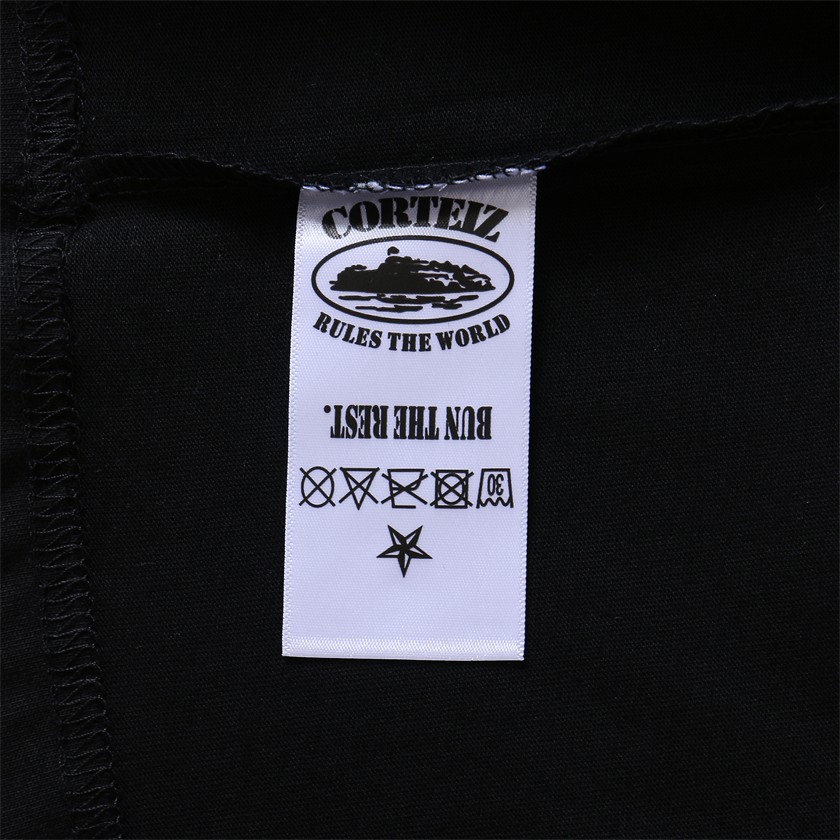 CORTEIZ
RULES THE WORLD
BUN THE REST.
30